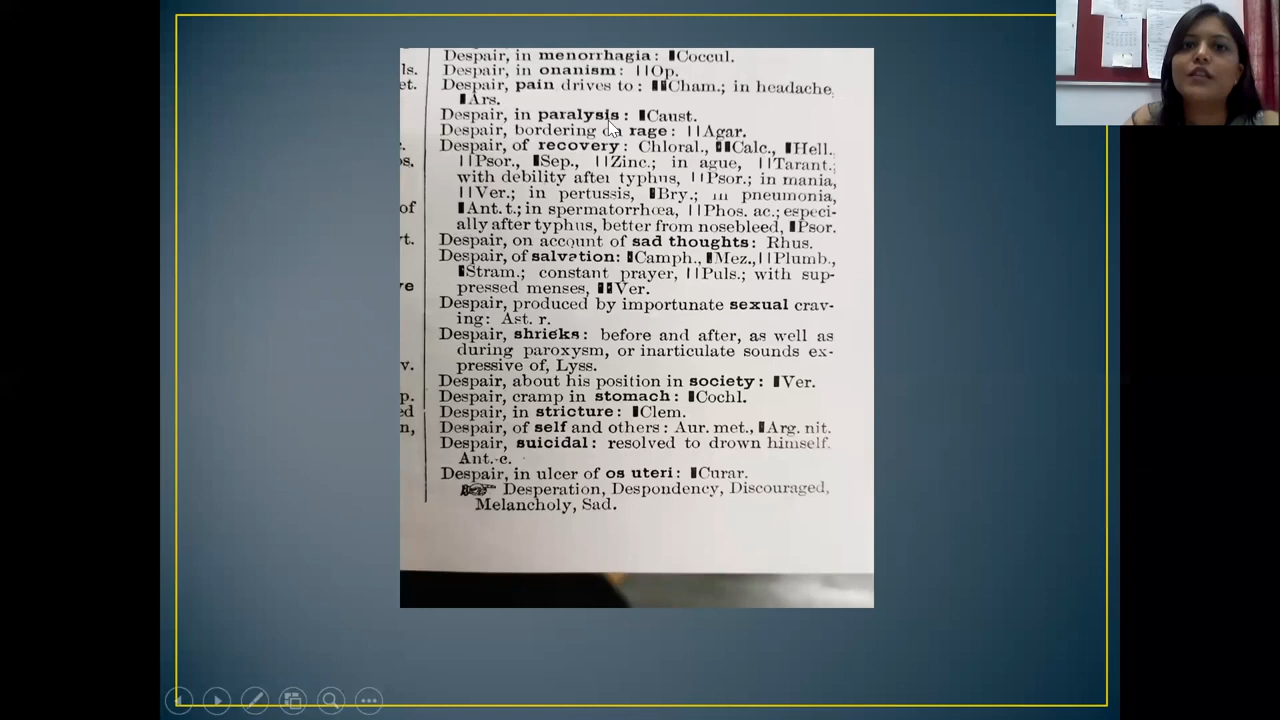 Despair, in menorrhagia: ▮Coccul.
ls. Despair, in onanism: ||Op.
et. Despair, pain drives to: ▮▮Cham.; in headache,
▮Ars.
Despair, in paralysis: ▮Caust.
Despair, bordering on rage: ||Agar.
Despair, of recovery: Chloral., ▮▮Calc., ▮Hell.
||Psor., ▮Sep., ||Zinc.; in ague, ||Tarant.;
with debility after typhus, ||Psor.; in mania,
||Ver.; in pertussis, ▮Bry.; in pneumonia,
of ▮Ant. t.; in spermatorrhœa, ||Phos. ac.; especi-
ally after typhus, better from nosebleed, ▮Psor.
Despair, on account of sad thoughts: Rhus.
Despair, of salvation: ▮Camph., ▮Mez., ||Plumb.,
▮Stram.; constant prayer, ||Puls.; with sup-
pressed menses, ▮▮Ver.
Despair, produced by importunate sexual crav-
ing: Ast. r.
Despair, shrieks: before and after, as well as
during paroxysm, or inarticulate sounds ex-
v. pressive of, Lyss.
Despair, about his position in society: ▮Ver.
p. Despair, cramp in stomach: ▮Cochl.
ed Despair, in stricture: ▮Clem.
n, Despair, of self and others: Aur. met., ▮Arg. nit.
Despair, suicidal: resolved to drown himself.
Ant. c.
Despair, in ulcer of os uteri: ▮Curar.
☞ Desperation, Despondency, Discouraged,
Melancholy, Sad.